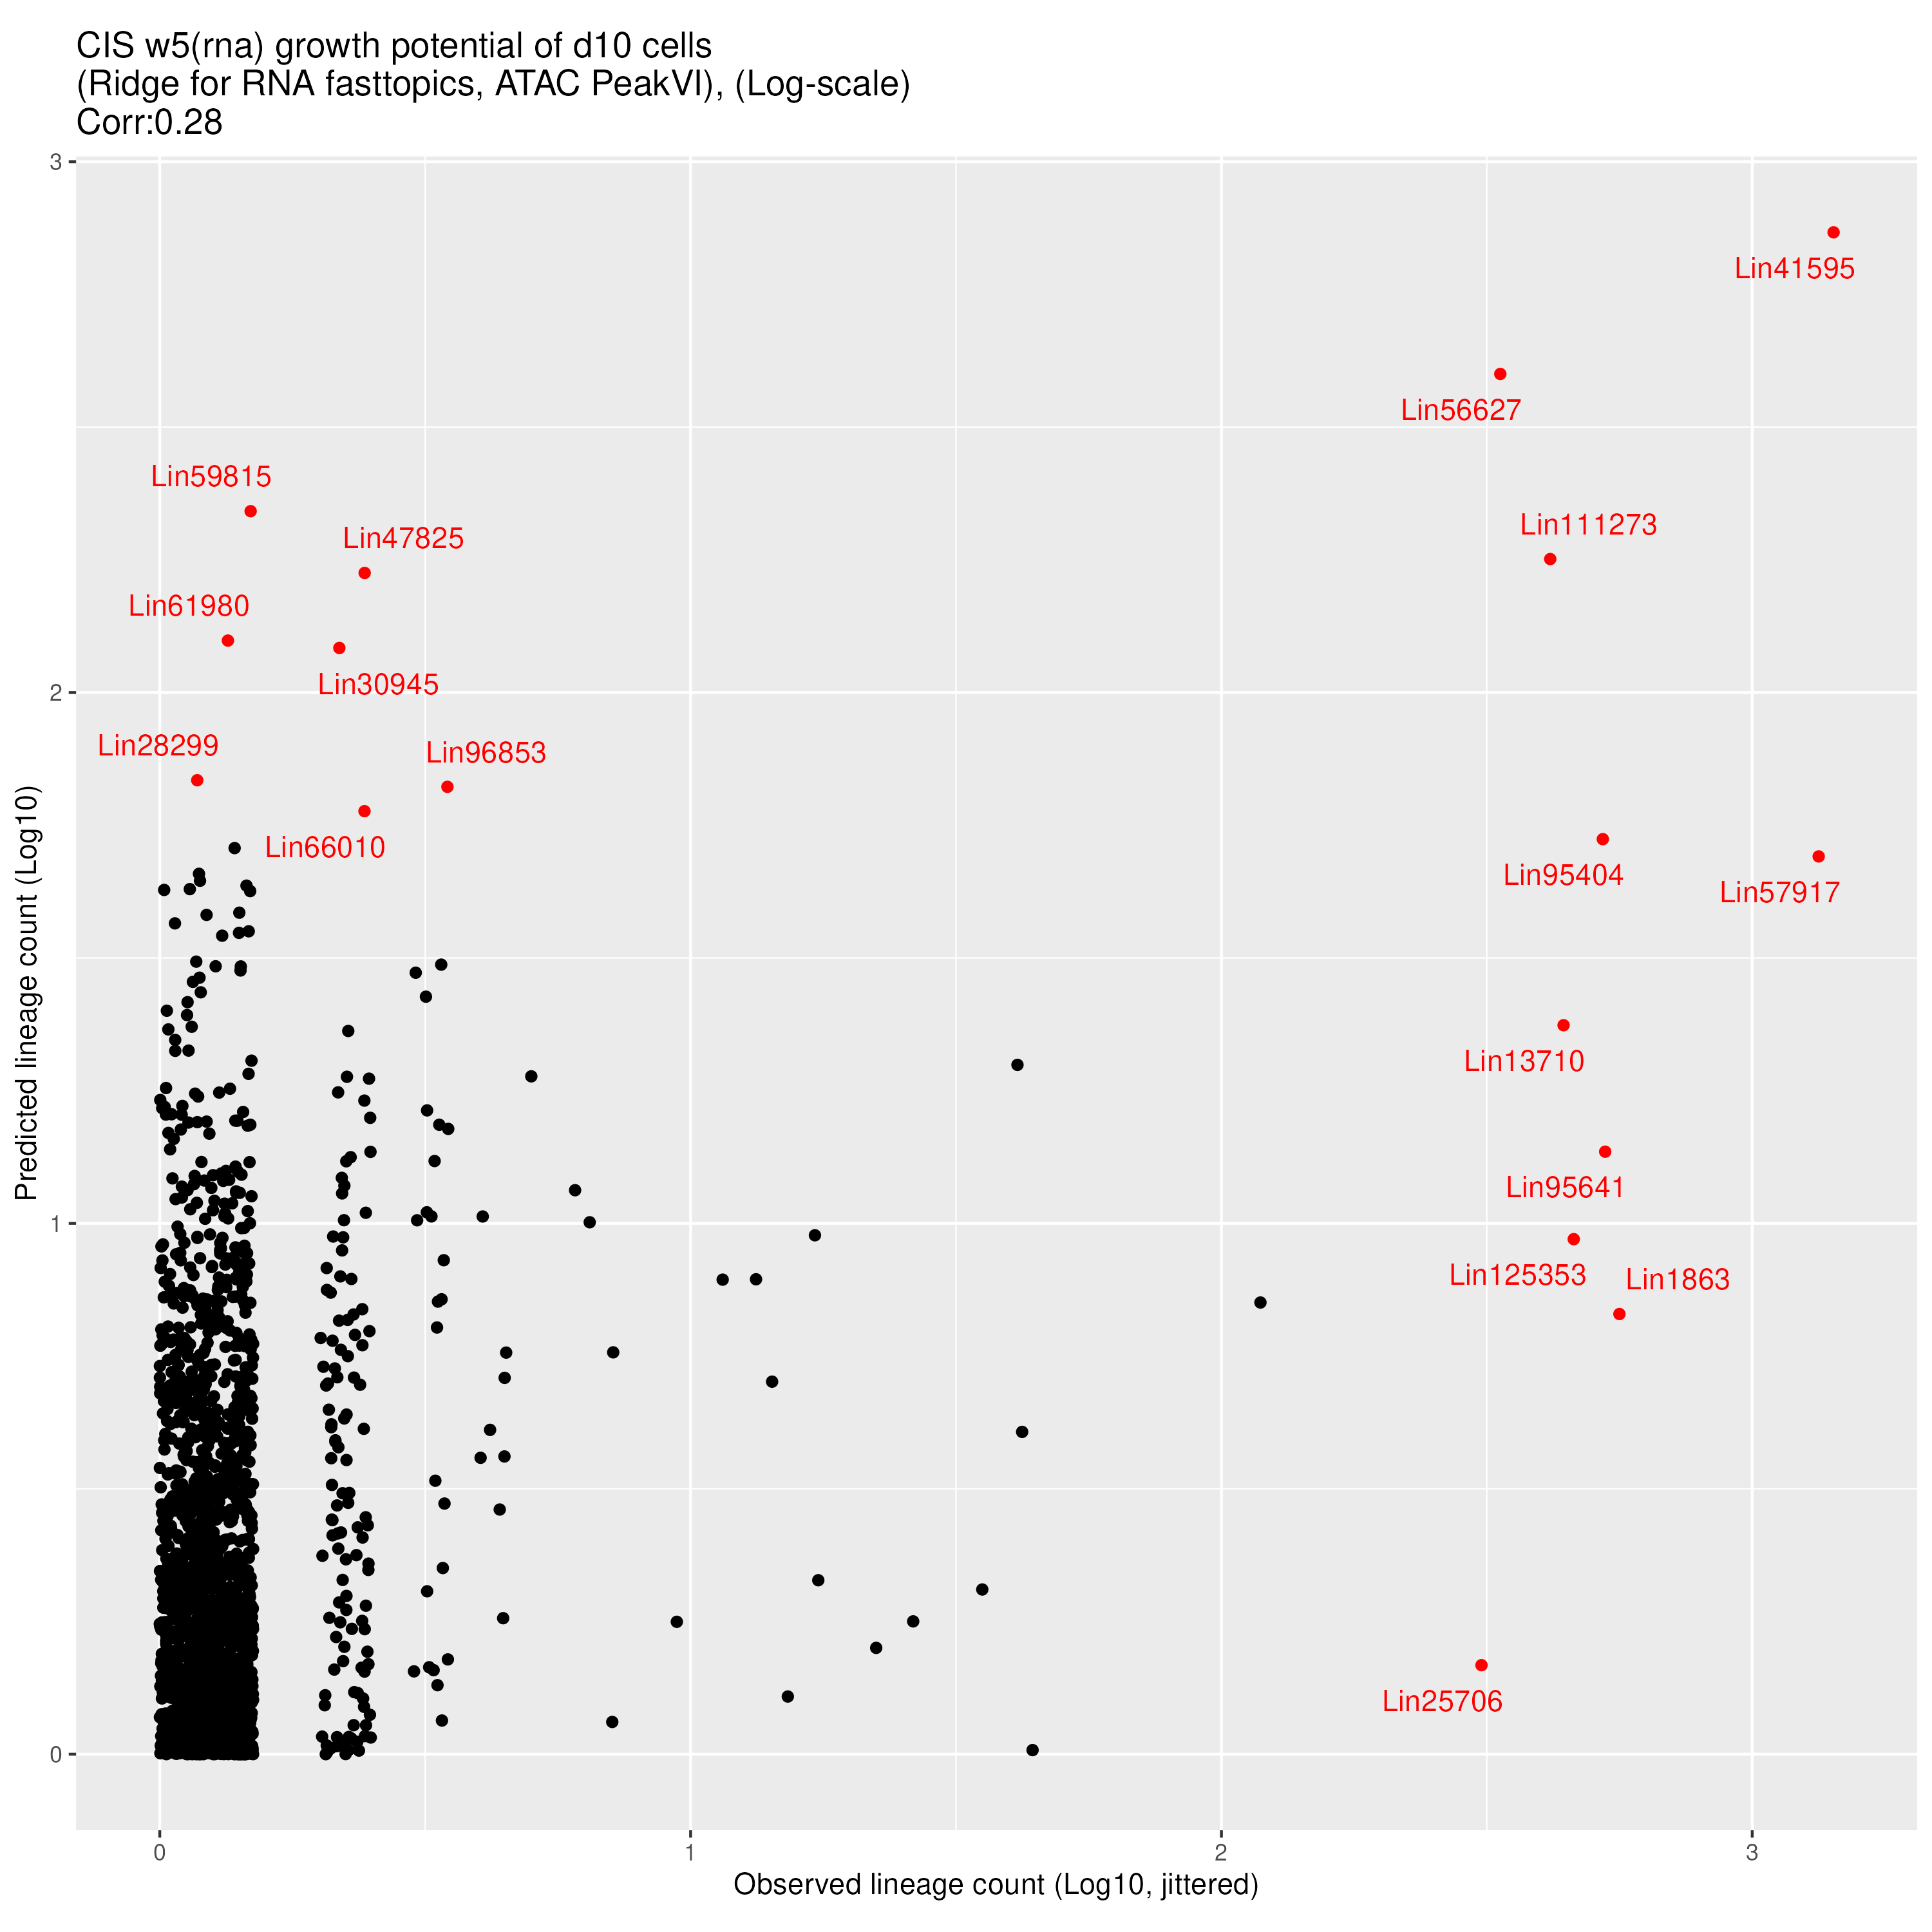 CIS w5(rna) growth potential of d10 cells
(Ridge for RNA fasttopics, ATAC PeakVI), (Log-scale)
Corr:0.28
3
Lin41595
Lin56627
Lin59815
Lin111273
Lin47825
Lin61980
Lin30945
2
Lin28299
Lin96853
Lin66010
Lin95404
Lin57917
Lin13710
Lin95641
1
Lin125353
Lin1863
Lin25706
0
Predicted lineage count (Log10)
0
1
2
3
Observed lineage count (Log10, jittered)